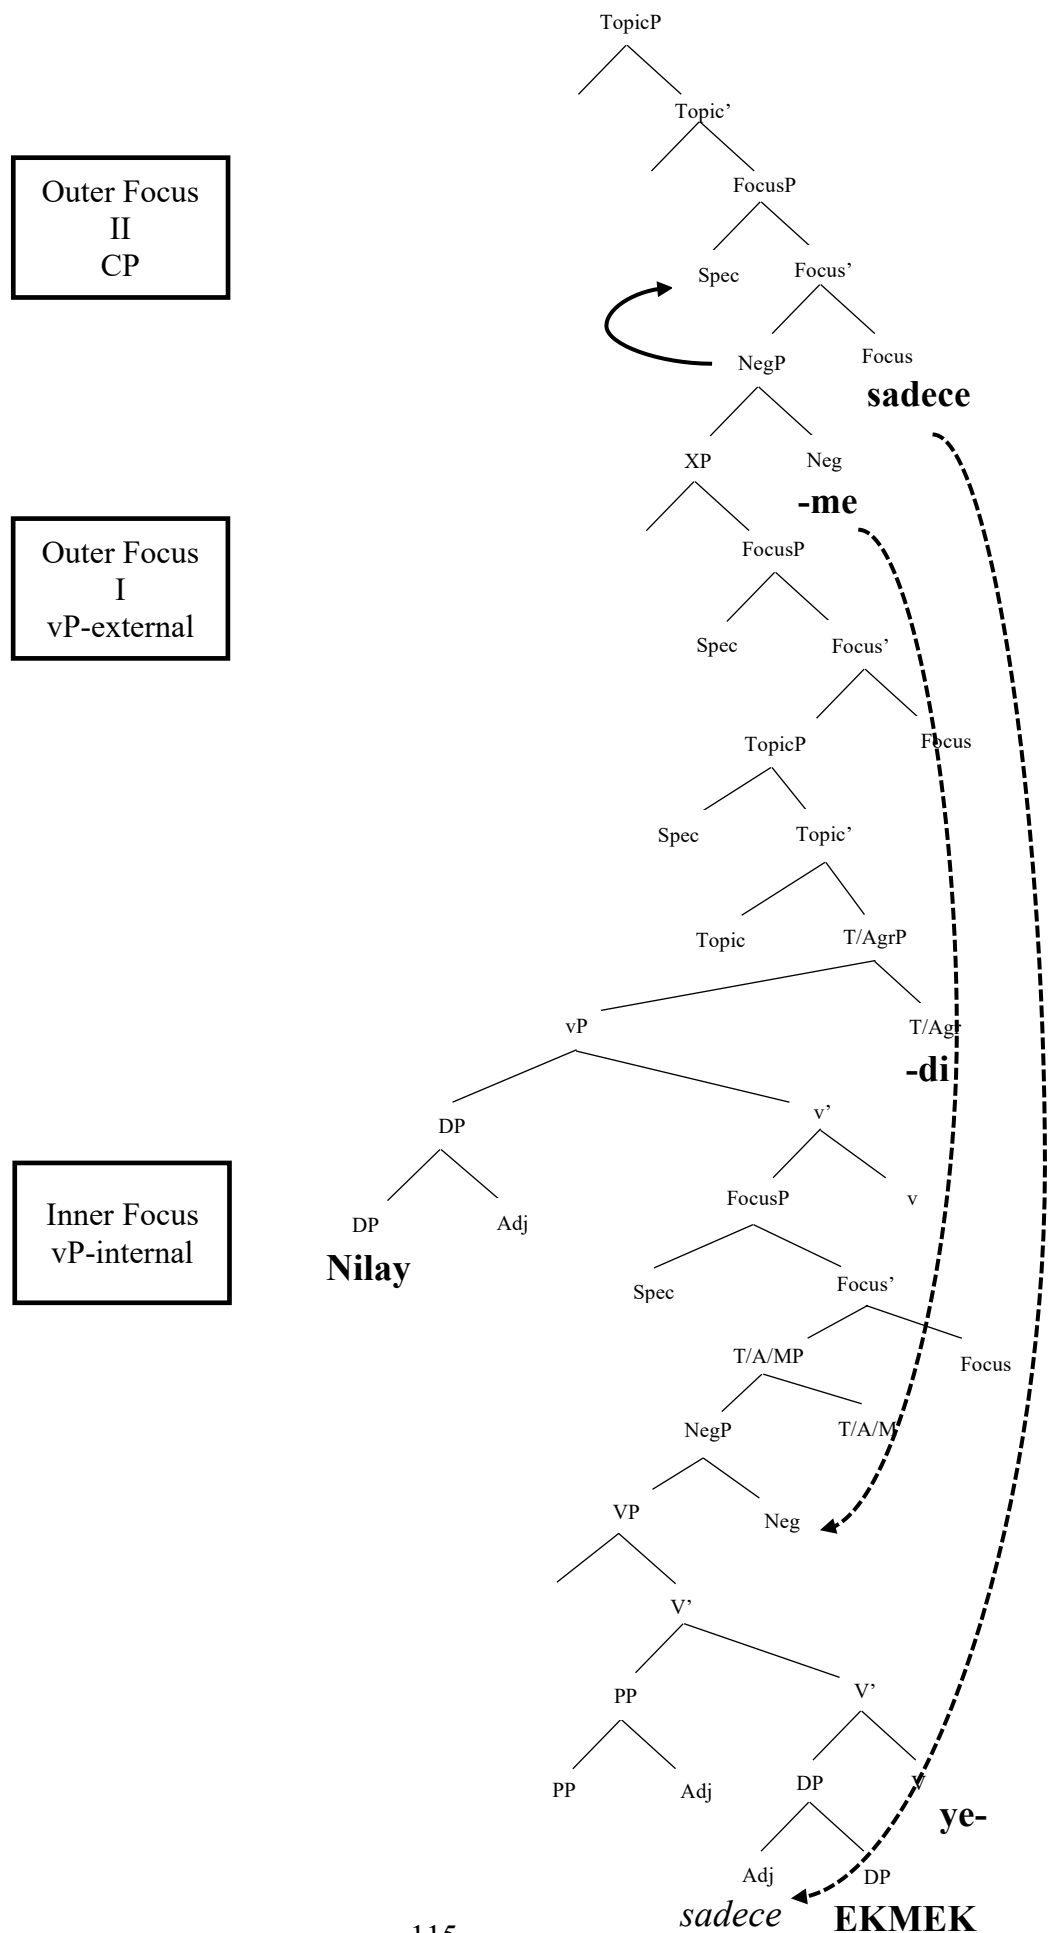 TopicP
Topic’
Outer Focus
II
CP
FocusP
Spec
Focus’
NegP
Focus
sadece
XP
Neg
-me
Outer Focus
I
vP-external
FocusP
Spec
Focus’
TopicP
Focus
Spec
Topic’
Topic
T/AgrP
vP
T/Agr
-di
DP
v’
Inner Focus
vP-internal
FocusP
v
DP
Adj
Nilay
Spec
Focus’
T/A/MP
Focus
NegP
T/A/M
VP
Neg
V’
PP
V’
PP
Adj
DP
V
ye-
Adj
DP
sadece
EKMEK
115